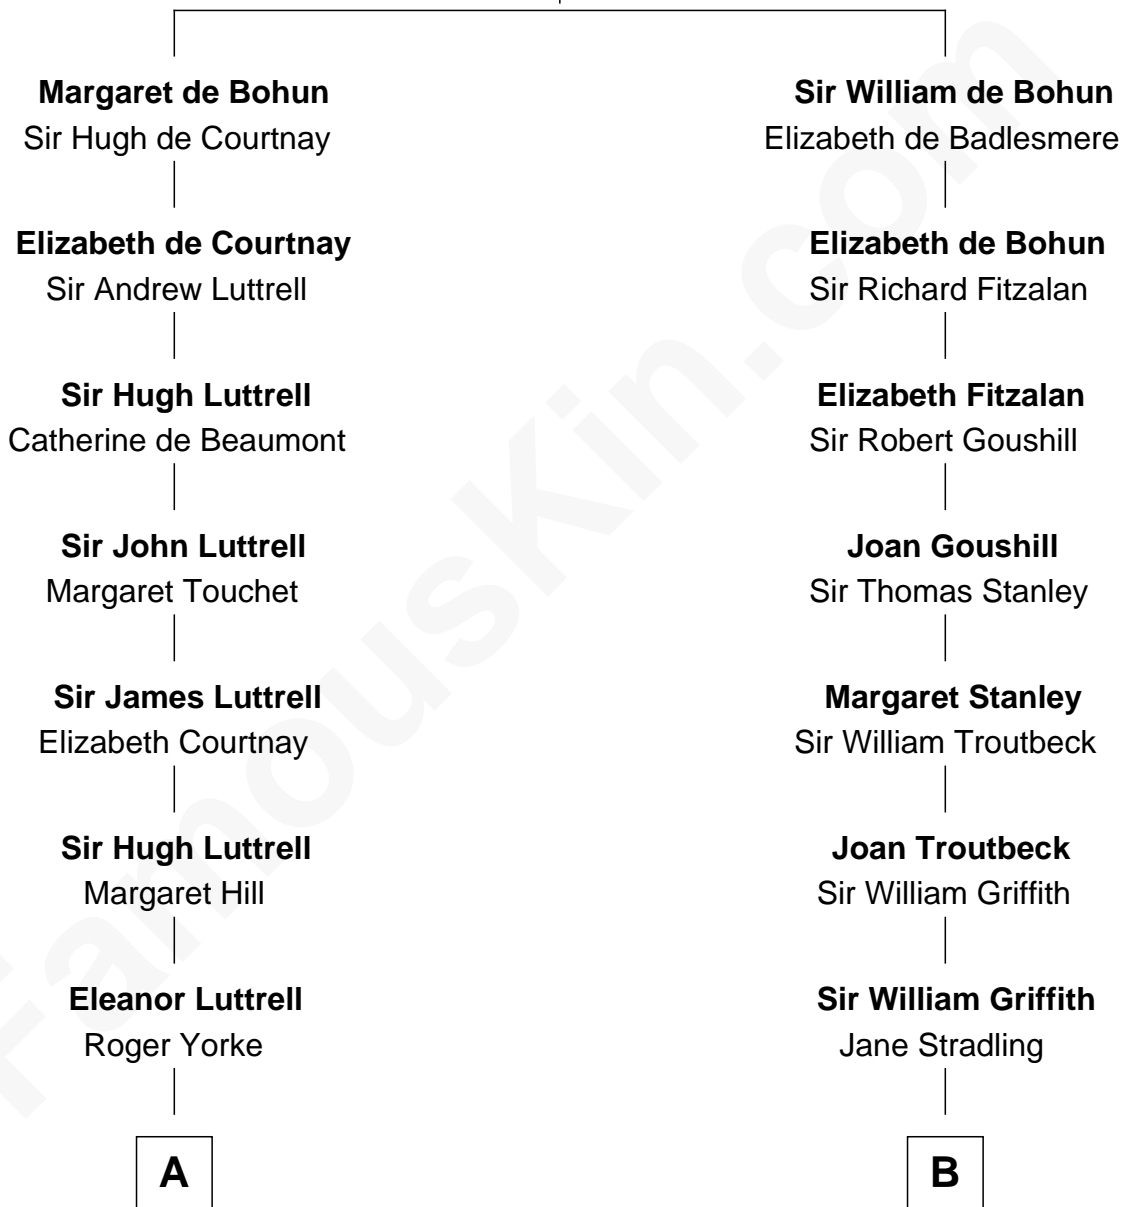 Margaret de Bohun
Sir Hugh de Courtnay
Elizabeth de Courtnay
Sir Andrew Luttrell
Sir Hugh Luttrell
Catherine de Beaumont
Sir John Luttrell
Margaret Touchet
Sir James Luttrell
Elizabeth Courtnay
Sir Hugh Luttrell
Margaret Hill
Eleanor Luttrell
Roger Yorke
A
Sir William de Bohun
Elizabeth de Badlesmere
Elizabeth de Bohun
Sir Richard Fitzalan
Elizabeth Fitzalan
Sir Robert Goushill
Joan Goushill
Sir Thomas Stanley
Margaret Stanley
Sir William Troutbeck
Joan Troutbeck
Sir William Griffith
Sir William Griffith
Jane Stradling
B
FamousKin.com